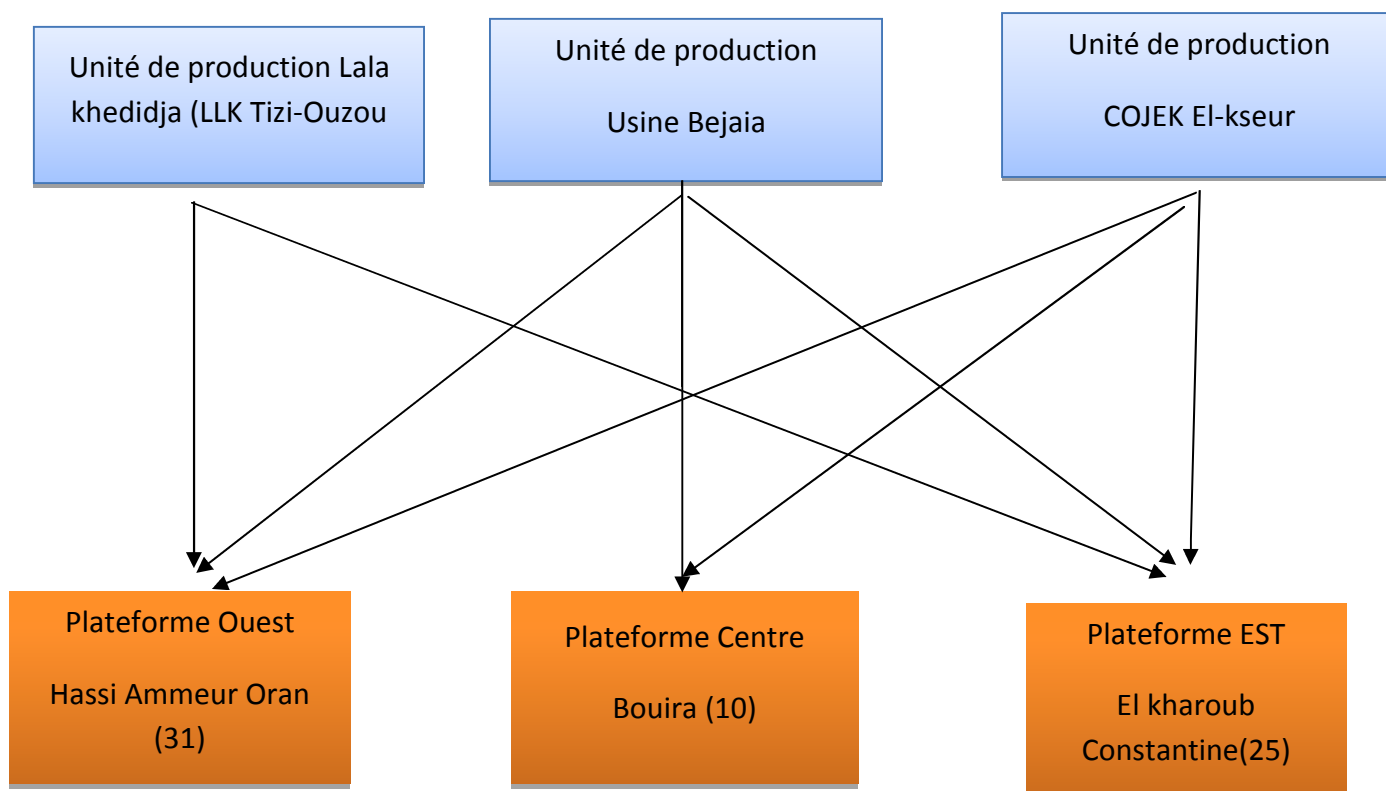 Unité de production Lala
khedidja (LLK Tizi-Ouzou
Unité de production
Usine Bejaia
Unité de production
COJEK El-kseur
Plateforme Ouest
Hassi Ammeur Oran
(31)
Plateforme Centre
Bouira (10)
Plateforme EST
El kharoub
Constantine(25)